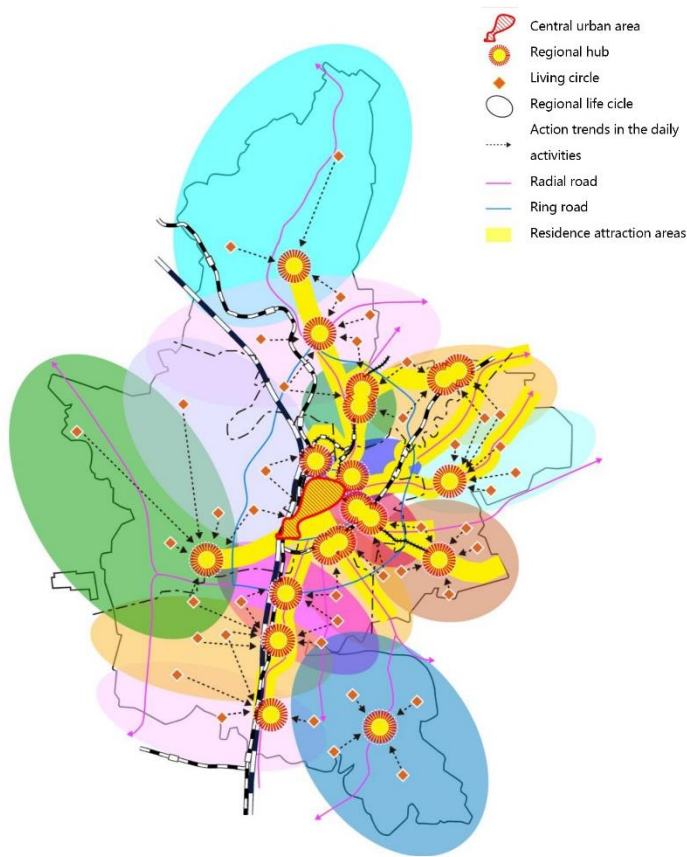 Central urban area
Regional hub
Living circle
Regional life cicle
Action trends in the daily
activities
Radial road
Ring road
Residence attraction areas